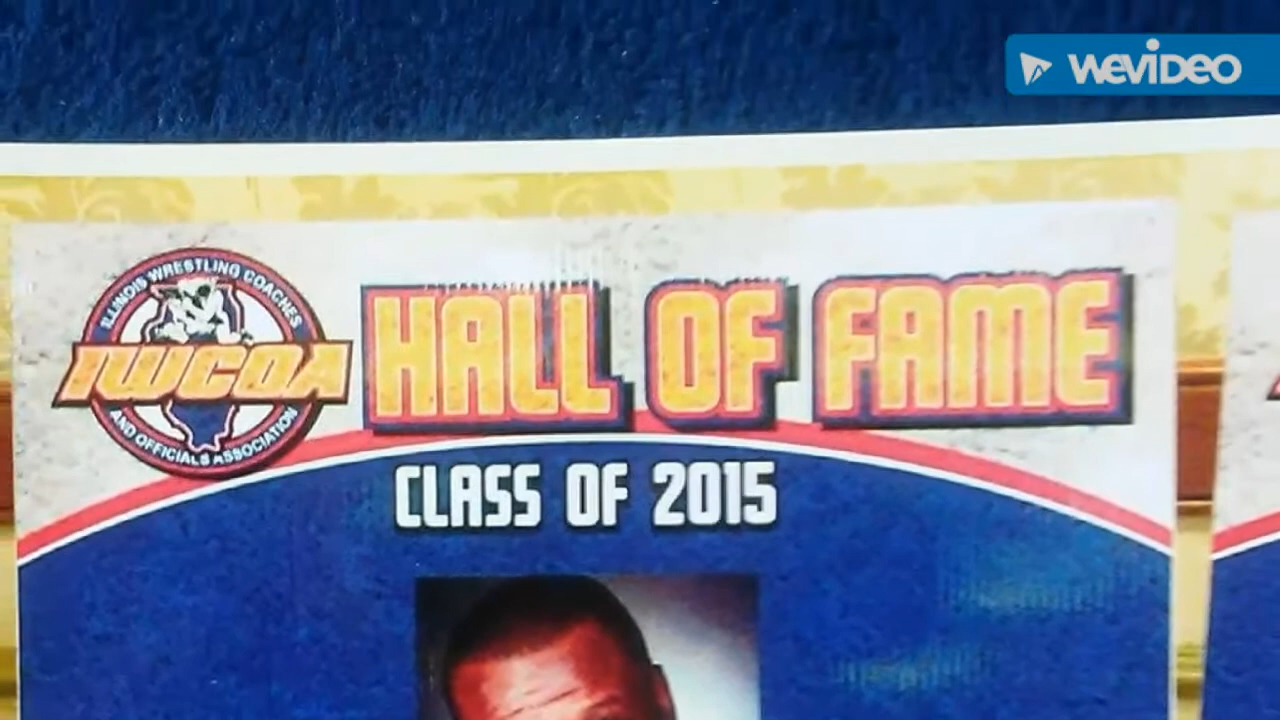 WEVIDEO
ILLINOIS WRESTLING COACHES
IWCOA
AND OFFICIALS ASSOCIATION
HALL OF FAME
CLASS OF 2015